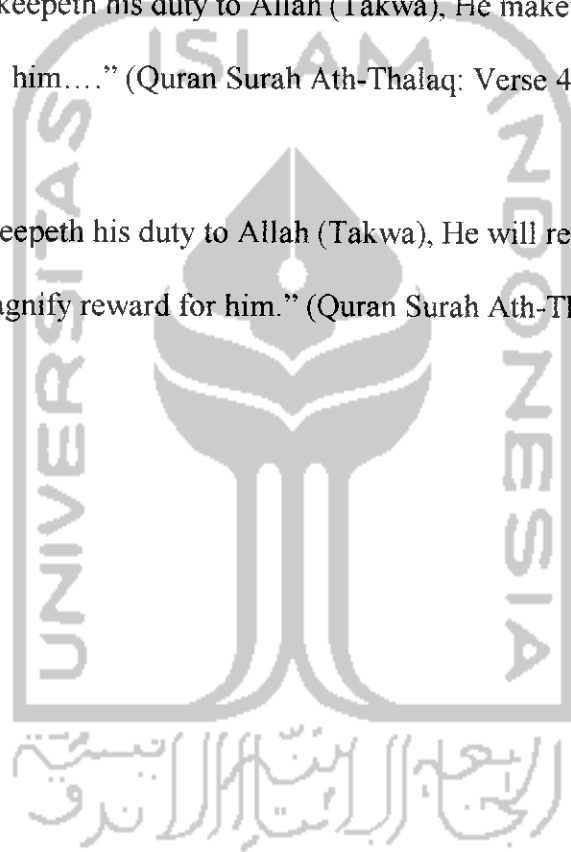 keepeth his duty to Allah (Takwa), He make
him…." (Quran Surah Ath-Thalaq: Verse 4
eepeth his duty to Allah (Takwa), He will re
agnify reward for him." (Quran Surah Ath-Th
UNIVERSITAS
ISLAM
INDONESIA